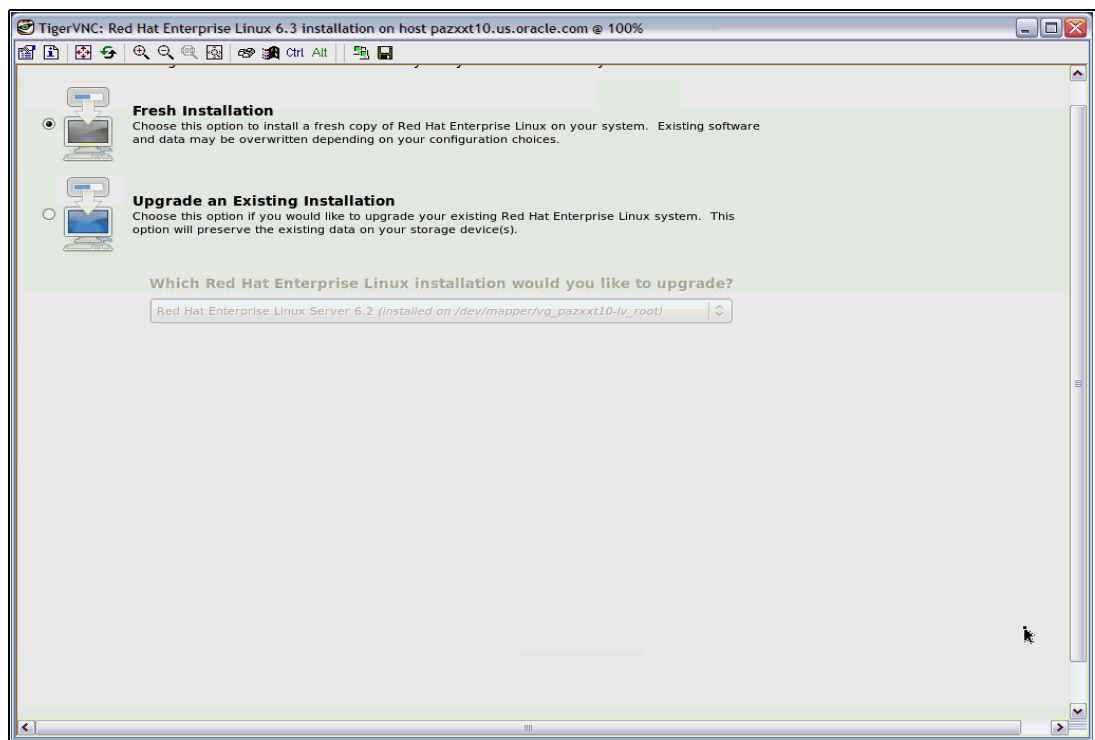 TigerVNC: Red Hat Enterprise Linux 6.3 installation on host pazxxt10.us.oracle.com @ 100%
Ctrl Alt
Fresh Installation
Choose this option to install a fresh copy of Red Hat Enterprise Linux on your system. Existing software
and data may be overwritten depending on your configuration choices.
Upgrade an Existing Installation
Choose this option if you would like to upgrade your existing Red Hat Enterprise Linux system. This
option will preserve the existing data on your storage device(s).
Which Red Hat Enterprise Linux installation would you like to upgrade?
Red Hat Enterprise Linux Server 6.2 (installed on /dev/mapper/vg_pazxxt10-lv_root)